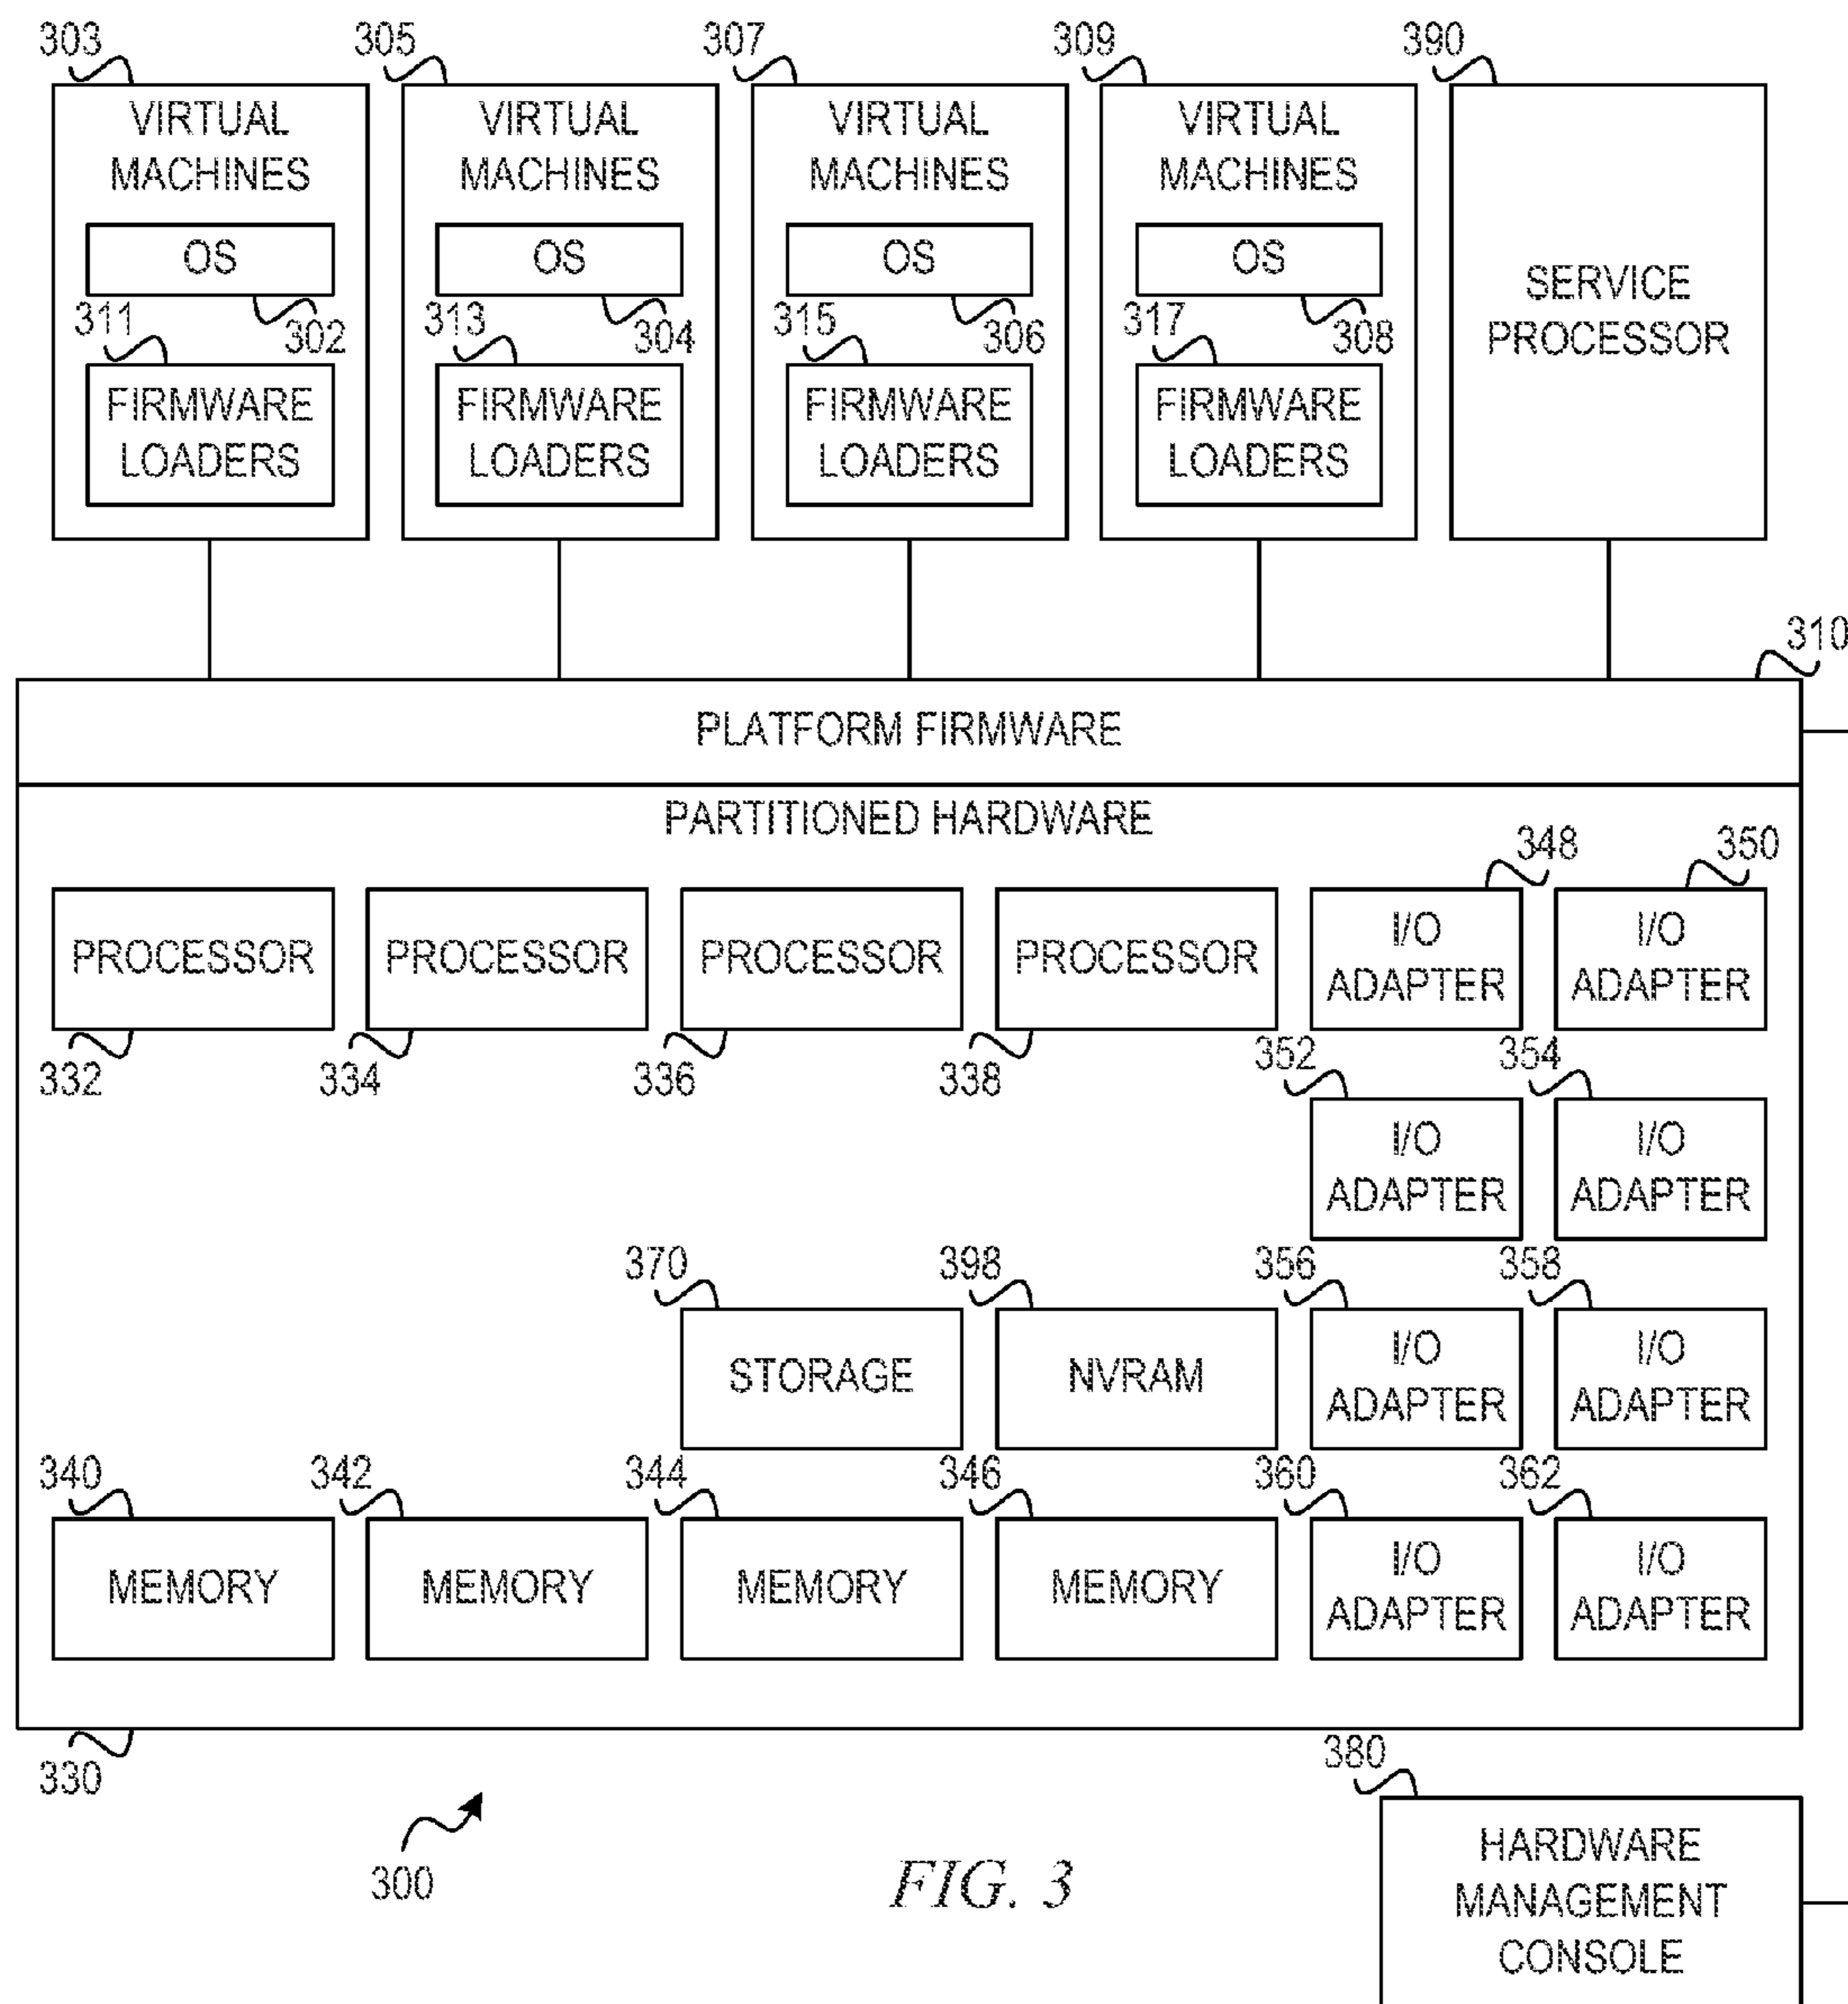 303 305 307 309 390
VIRTUAL MACHINES VIRTUAL MACHINES VIRTUAL MACHINES VIRTUAL MACHINES
OS OS OS OS
SERVICE PROCESSOR
311 302 313 304 315 306 317 308
FIRMWARE LOADERS FIRMWARE LOADERS FIRMWARE LOADERS FIRMWARE LOADERS
310
PLATFORM FIRMWARE
PARTITIONED HARDWARE
348 350
PROCESSOR PROCESSOR PROCESSOR PROCESSOR I/O ADAPTER I/O ADAPTER
332 334 336 338 352 354
I/O ADAPTER I/O ADAPTER
370 398 356 358
STORAGE NVRAM I/O ADAPTER I/O ADAPTER
340 342 344 346 360 362
MEMORY MEMORY MEMORY MEMORY I/O ADAPTER I/O ADAPTER
330
380
300
FIG. 3
HARDWARE
MANAGEMENT
CONSOLE